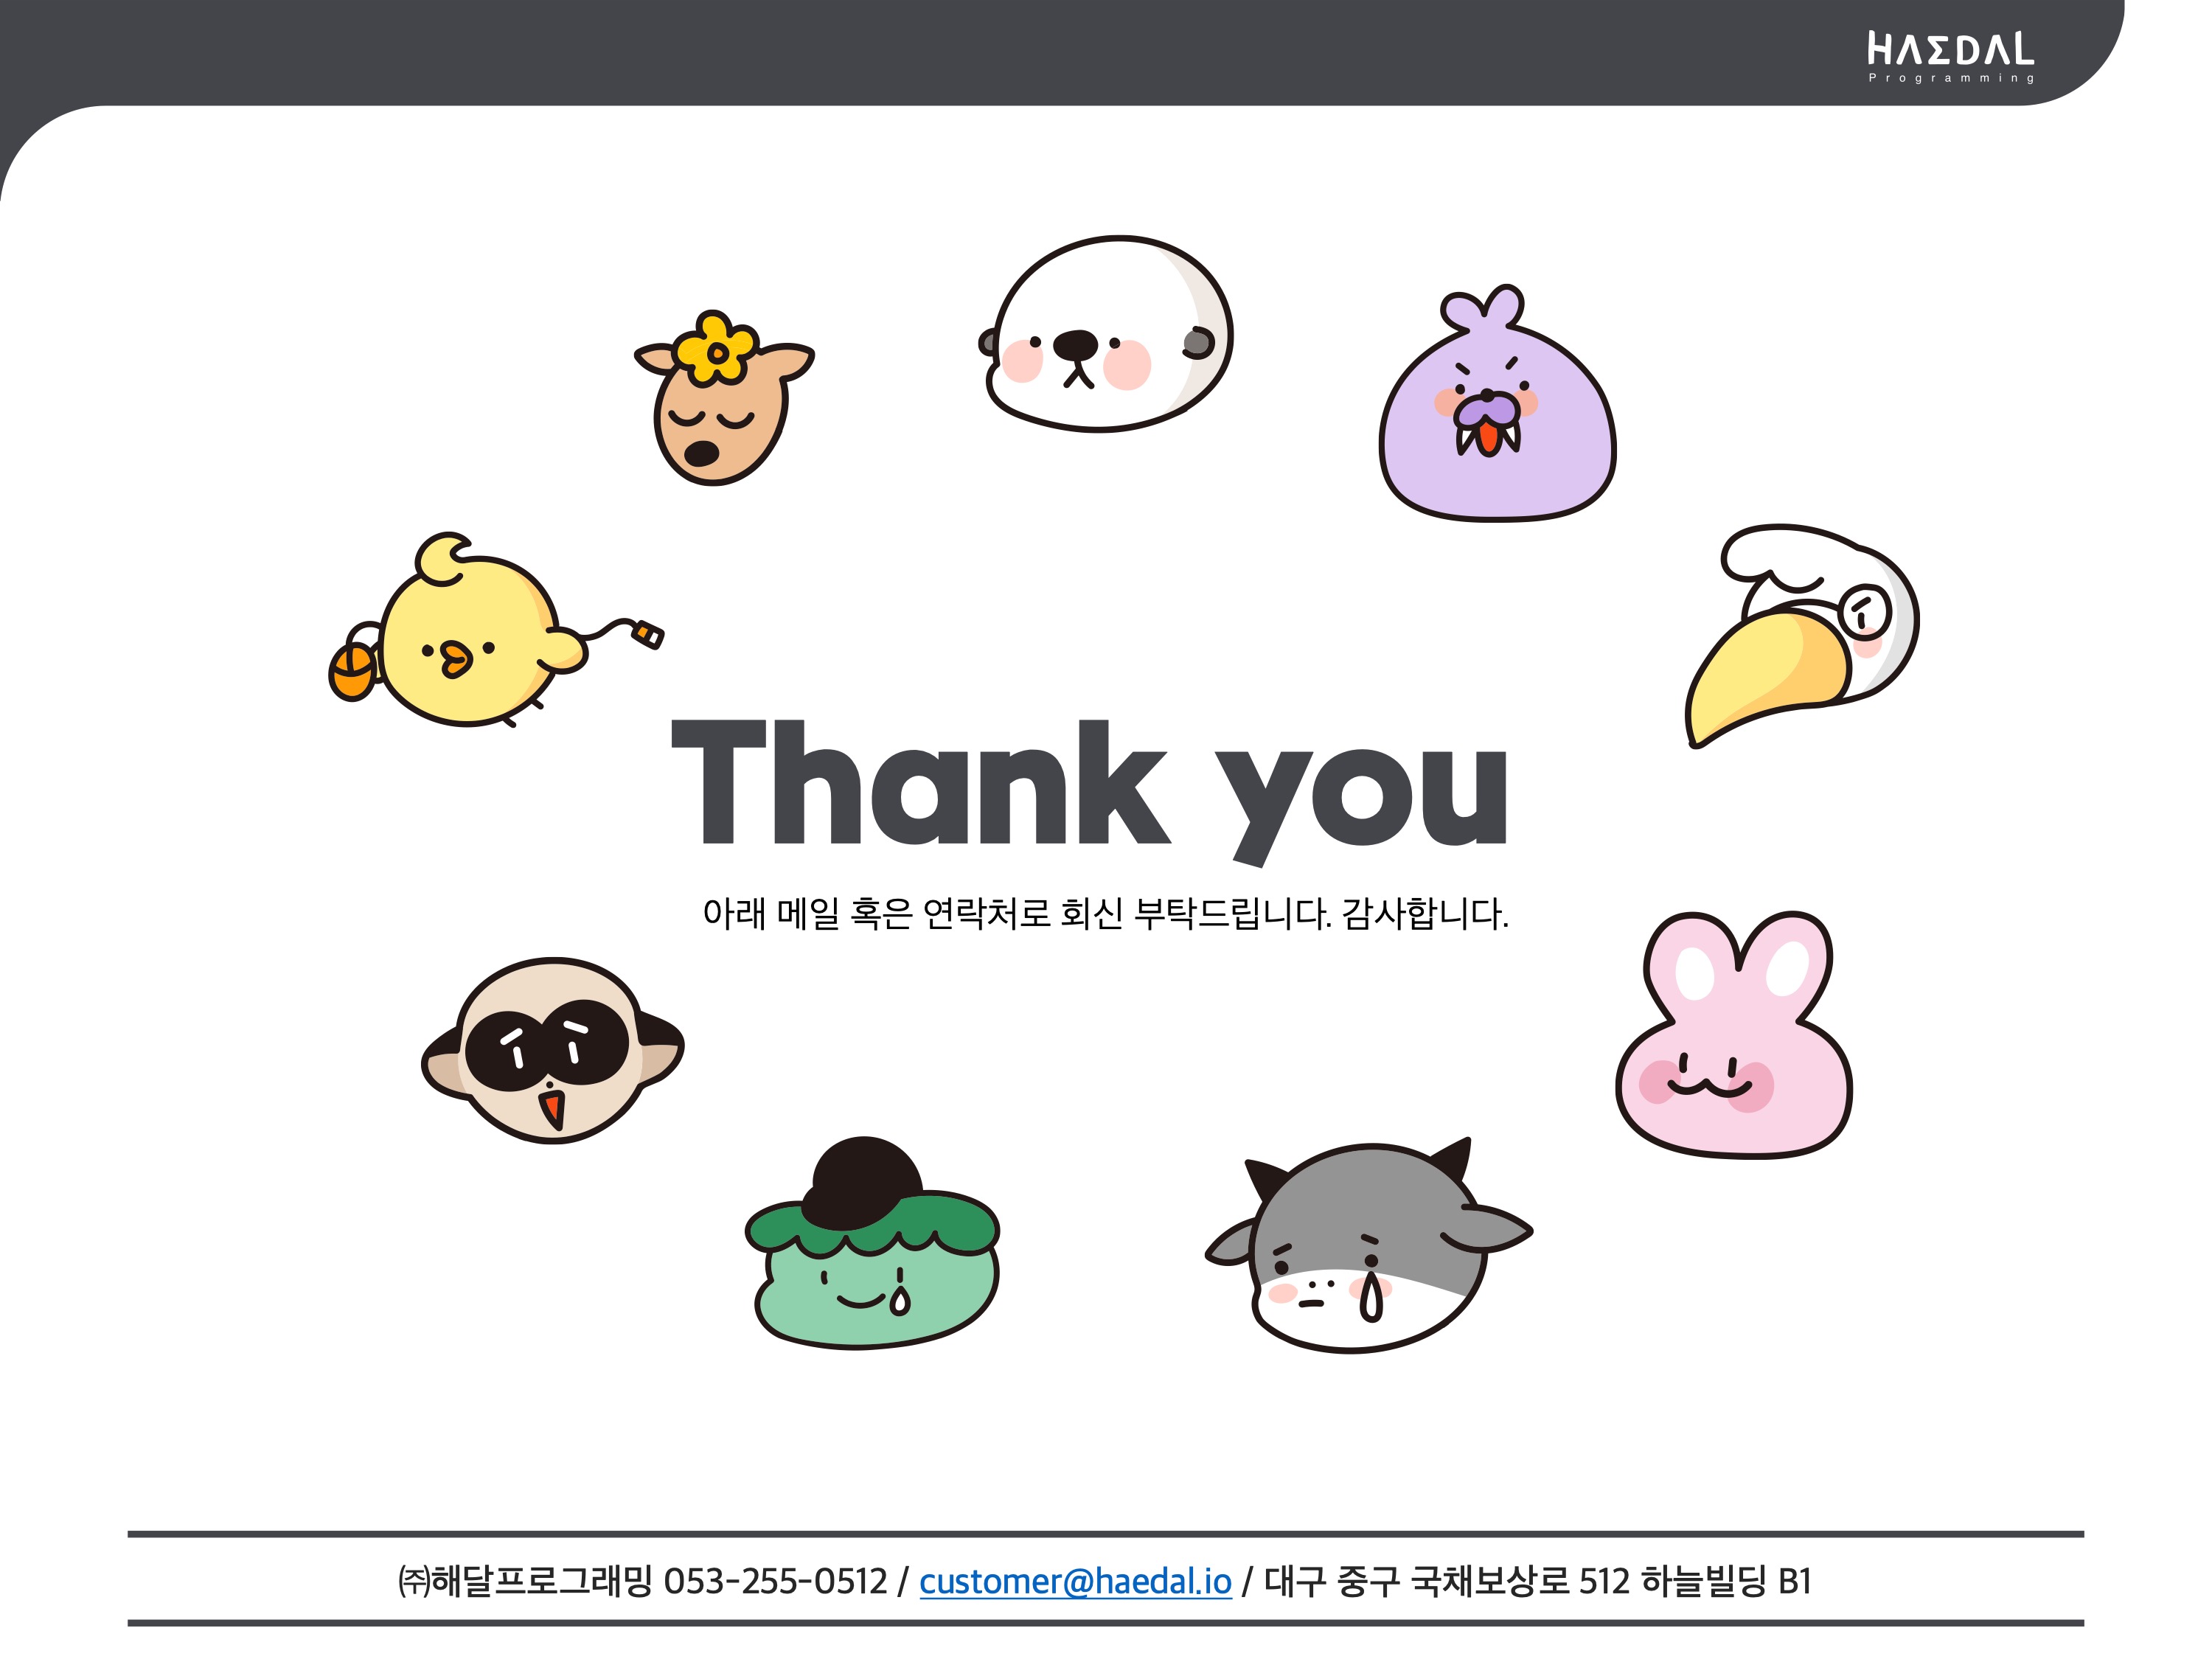 HAEDAL
Programming
Thank you
아래 메일 혹은 연락처로 회신 부탁드립니다. 감사합니다.
㈜해달프로그래밍 053-255-0512 / customer@haedal.io / 대구 중구 국채보상로 512 하늘빌딩 B1